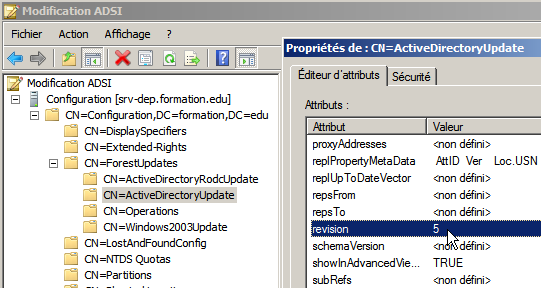 Modification ADSI
Fichier Action Affichage ?
Modification ADSI
Configuration [srv-dep.formation.edu]
CN=Configuration,DC=formation,DC=edu
CN=DisplaySpecifiers
CN=Extended-Rights
CN=ForestUpdates
CN=ActiveDirectoryRodcUpdate
CN=ActiveDirectoryUpdate
CN=Operations
CN=Windows2003Update
CN=LostAndFoundConfig
CN=NTDS Quotas
CN=Partitions
Propriétés de : CN=ActiveDirectoryUpdate
Éditeur d'attributs Sécurité
Attributs :
Attribut Valeur
proxyAddresses <non défini>
replPropertyMetaData AttID Ver Loc.USN
replUpToDateVector <non défini>
repsFrom <non défini>
repsTo <non défini>
revision 5
schemaVersion <non défini>
showInAdvancedVie... TRUE
subRefs <non défini>